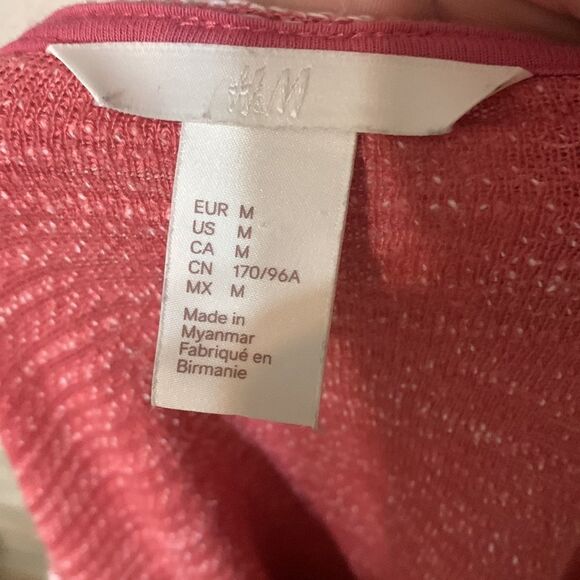 H&M
EUR M
US M
CA M
CN 170/96A
MX M
Made in
Myanmar
Fabriqué en
Birmanie